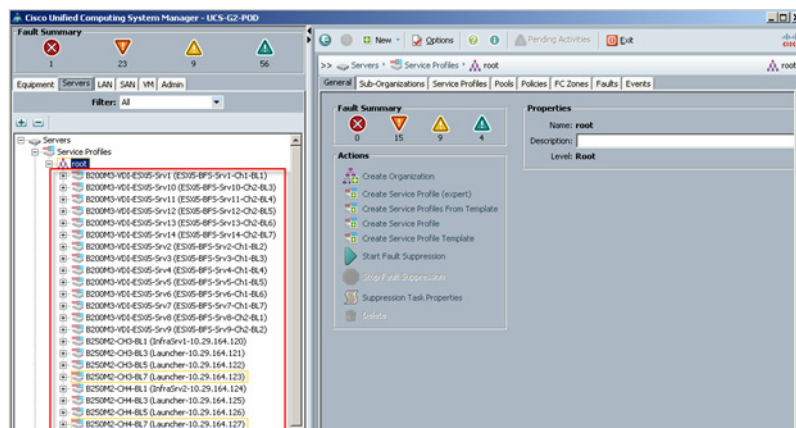 Cisco Unified Computing System Manager - UCS-G2-POD
Fault Summary
1 23 9 56
Equipment Servers LAN SAN VM Admin
Filter: All
Servers
Service Profiles
root
B200M3-VDI-ESXi5-Srv1 (ESXi5-BFS-Srv1-Ch1-BL1)
B200M3-VDI-ESXi5-Srv10 (ESXi5-BFS-Srv10-Ch2-BL3)
B200M3-VDI-ESXi5-Srv11 (ESXi5-BFS-Srv11-Ch2-BL4)
B200M3-VDI-ESXi5-Srv12 (ESXi5-BFS-Srv12-Ch2-BL5)
B200M3-VDI-ESXi5-Srv13 (ESXi5-BFS-Srv13-Ch2-BL6)
B200M3-VDI-ESXi5-Srv14 (ESXi5-BFS-Srv14-Ch2-BL7)
B200M3-VDI-ESXi5-Srv2 (ESXi5-BFS-Srv2-Ch1-BL2)
B200M3-VDI-ESXi5-Srv3 (ESXi5-BFS-Srv3-Ch1-BL3)
B200M3-VDI-ESXi5-Srv4 (ESXi5-BFS-Srv4-Ch1-BL4)
B200M3-VDI-ESXi5-Srv5 (ESXi5-BFS-Srv5-Ch1-BL5)
B200M3-VDI-ESXi5-Srv6 (ESXi5-BFS-Srv6-Ch1-BL6)
B200M3-VDI-ESXi5-Srv7 (ESXi5-BFS-Srv7-Ch1-BL7)
B200M3-VDI-ESXi5-Srv8 (ESXi5-BFS-Srv8-Ch2-BL1)
B200M3-VDI-ESXi5-Srv9 (ESXi5-BFS-Srv9-Ch2-BL2)
B250M2-CH3-BL1 (InfraSrv1-10.29.164.120)
B250M2-CH3-BL3 (Launcher-10.29.164.121)
B250M2-CH3-BL5 (Launcher-10.29.164.122)
B250M2-CH3-BL7 (Launcher-10.29.164.123)
B250M2-CH4-BL1 (InfraSrv2-10.29.164.124)
B250M2-CH4-BL3 (Launcher-10.29.164.125)
B250M2-CH4-BL5 (Launcher-10.29.164.126)
B250M2-CH4-BL7 (Launcher-10.29.164.127)
New Options Pending Activities Exit
>> Servers Service Profiles root root
General Sub-Organizations Service Profiles Pools Policies FC Zones Faults Events
Fault Summary
0 15 9 4
Actions
Create Organization
Create Service Profile (expert)
Create Service Profiles From Template
Create Service Profile
Create Service Profile Template
Start Fault Suppression
Stop Fault Suppression
Suppression Task Properties
Delete
Properties
Name: root
Description:
Level: Root